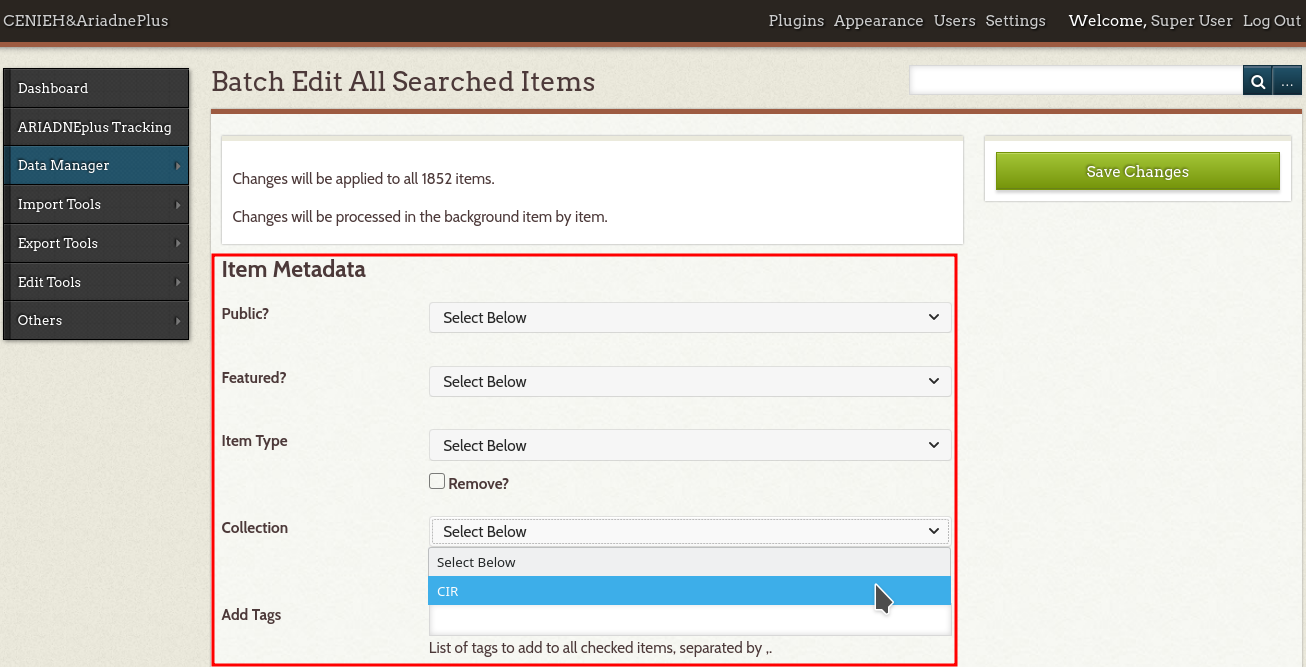 CENIEH&AriadnePlus
Plugins Appearance Users Settings Welcome, Super User Log Out
Dashboard
ARIADNEplus Tracking
Data Manager
Import Tools
Export Tools
Edit Tools
Others
Batch Edit All Searched Items
...
Changes will be applied to all 1852 items.
Changes will be processed in the background item by item.
Save Changes
Item Metadata
Public?
Select Below
Featured?
Select Below
Item Type
Select Below
Remove?
Collection
Select Below
Select Below
CIR
Add Tags
List of tags to add to all checked items, separated by ,.